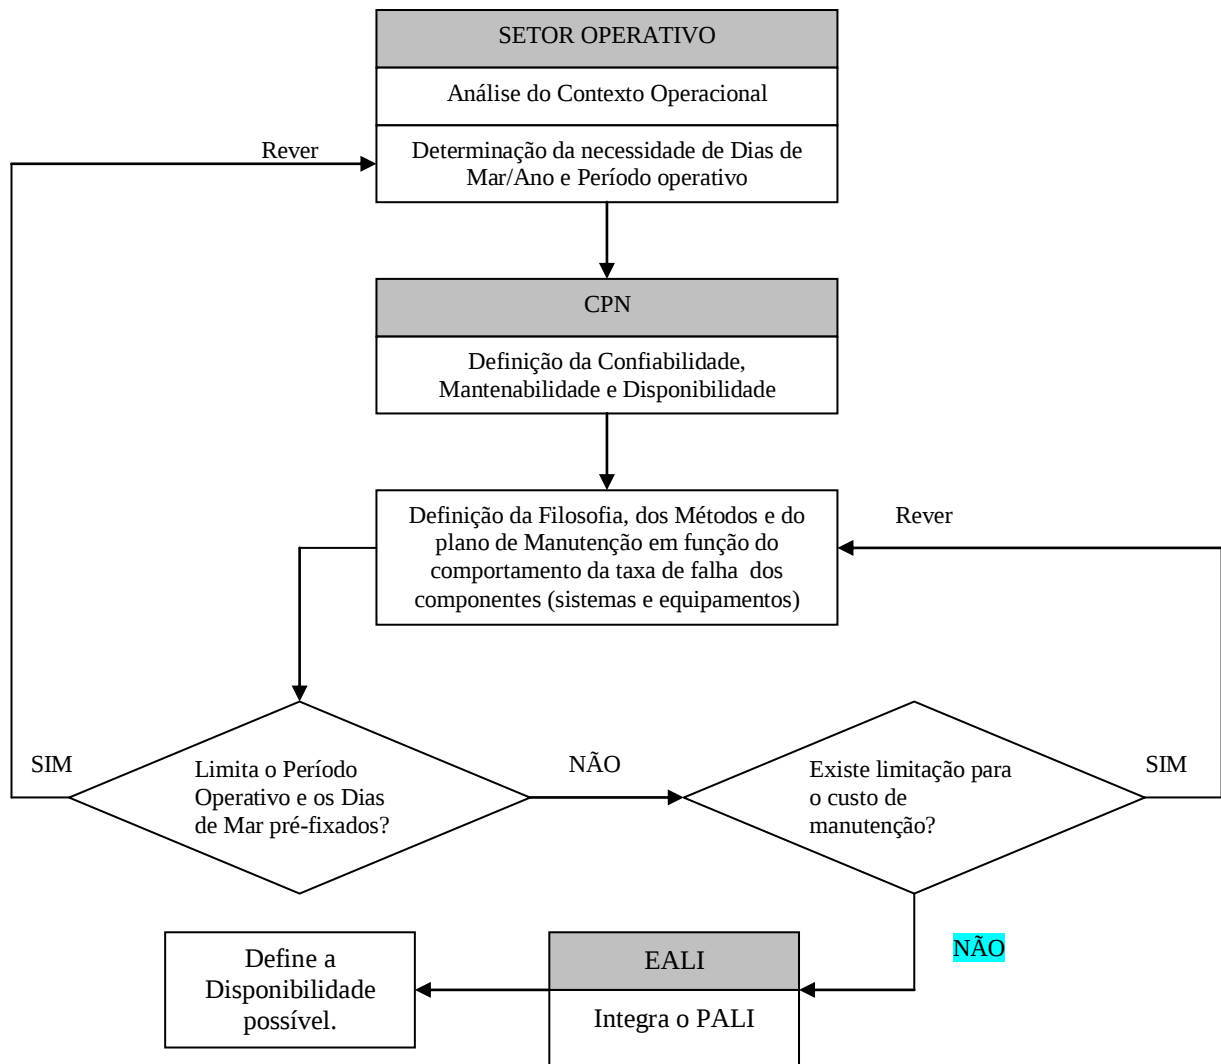 SETOR OPERATIVO
Análise do Contexto Operacional
Rever
Determinação da necessidade de Dias de
Mar/Ano e Período operativo
CPN
Definição da Confiabilidade,
Mantenabilidade e Disponibilidade
Definição da Filosofia, dos Métodos e do
plano de Manutenção em função do
comportamento da taxa de falha dos
componentes (sistemas e equipamentos)
Rever
SIM
Limita o Período
Operativo e os Dias
de Mar pré-fixados?
NÃO
Existe limitação para
o custo de
manutenção?
SIM
NÃO
EALI
Integra o PALI
Define a
Disponibilidade
possível.